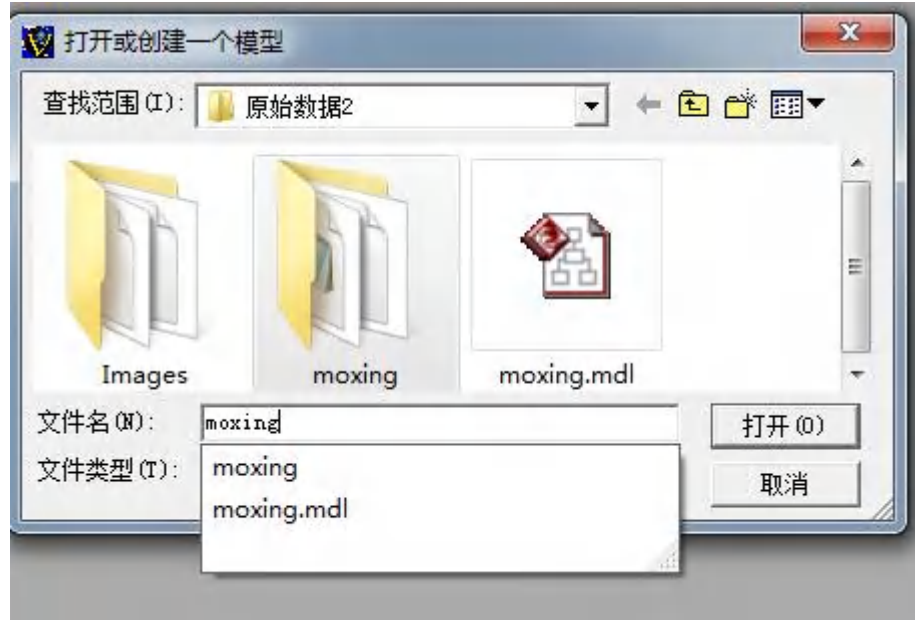 打开或创建一个模型
查找范围(I):
原始数据2
Images
moxing
moxing.mdl
文件名(N):
moxing
打开(O)
文件类型(T):
moxing
moxing.mdl
取消